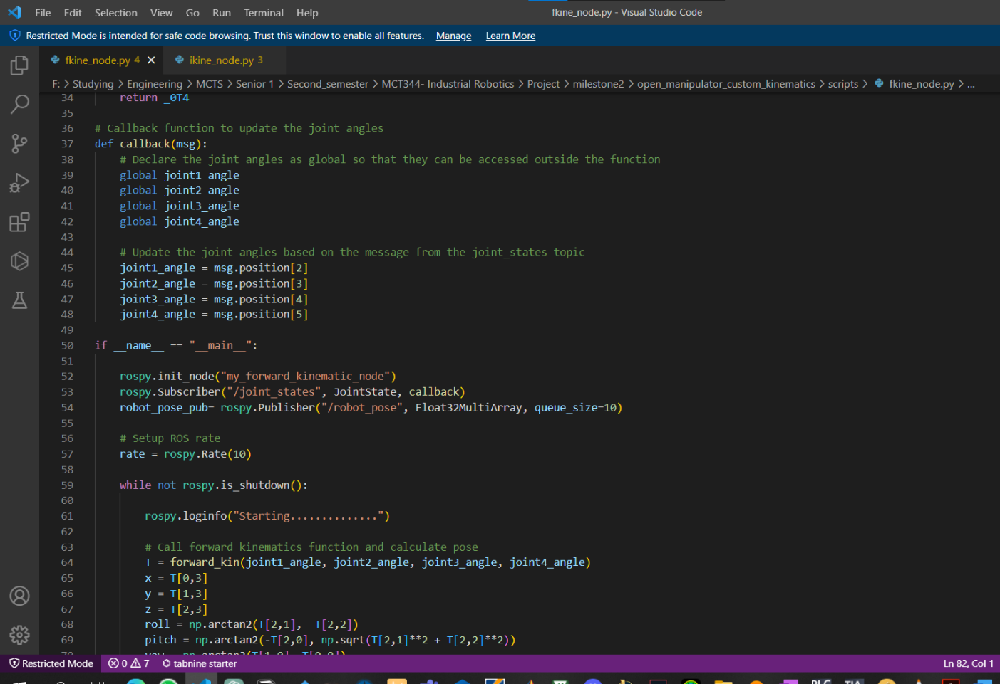 File Edit Selection View Go Run Terminal Help
fkine_node.py - Visual Studio Code
Restricted Mode is intended for safe code browsing. Trust this window to enable all features. Manage Learn More
fkine_node.py 4 ikine_node.py 3
F: > Studying > Engineering > MCTS > Senior 1 > Second_semester > MCT344- Industrial Robotics > Project > milestone2 > open_manipulator_custom_kinematics > scripts > fkine_node.py > ...
34 return _0T4
35
36 # Callback function to update the joint angles
37 def callback(msg):
38 # Declare the joint angles as global so that they can be accessed outside the function
39 global joint1_angle
40 global joint2_angle
41 global joint3_angle
42 global joint4_angle
43
44 # Update the joint angles based on the message from the joint_states topic
45 joint1_angle = msg.position[2]
46 joint2_angle = msg.position[3]
47 joint3_angle = msg.position[4]
48 joint4_angle = msg.position[5]
49
50 if __name__ == "__main__":
51
52 rospy.init_node("my_forward_kinematic_node")
53 rospy.Subscriber("/joint_states", JointState, callback)
54 robot_pose_pub= rospy.Publisher("/robot_pose", Float32MultiArray, queue_size=10)
55
56 # Setup ROS rate
57 rate = rospy.Rate(10)
58
59 while not rospy.is_shutdown():
60
61 rospy.loginfo("Starting..............")
62
63 # Call forward kinematics function and calculate pose
64 T = forward_kin(joint1_angle, joint2_angle, joint3_angle, joint4_angle)
65 x = T[0,3]
66 y = T[1,3]
67 z = T[2,3]
68 roll = np.arctan2(T[2,1], T[2,2])
69 pitch = np.arctan2(-T[2,0], np.sqrt(T[2,1]**2 + T[2,2]**2))
70 yaw = np.arctan2(T[1,0], T[0,0])
Restricted Mode 0 7 tabnine starter Ln 82, Col 1